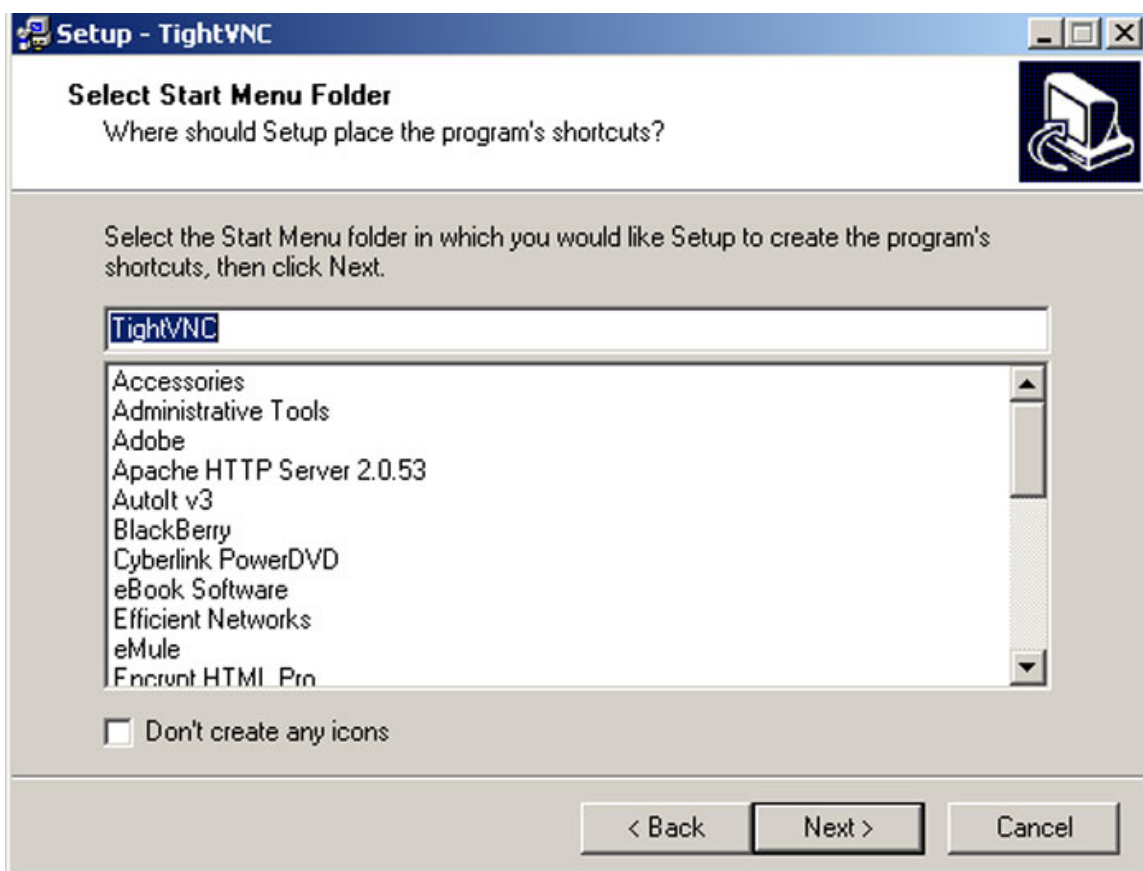 Setup - TightVNC
Select Start Menu Folder
Where should Setup place the program's shortcuts?
Select the Start Menu folder in which you would like Setup to create the program's
shortcuts, then click Next.
TightVNC
Accessories
Administrative Tools
Adobe
Apache HTTP Server 2.0.53
AutoIt v3
BlackBerry
Cyberlink PowerDVD
eBook Software
Efficient Networks
eMule
Encrypt HTML Pro
Don't create any icons
< Back
Next >
Cancel